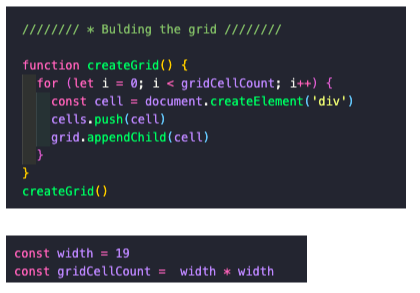 //////// * Bulding the grid ////////
function createGrid() {
for (let i = 0; i < gridCellCount; i++) {
const cell = document.createElement('div')
cells.push(cell)
grid.appendChild(cell)
}
}
createGrid()
const width = 19
const gridCellCount = width * width